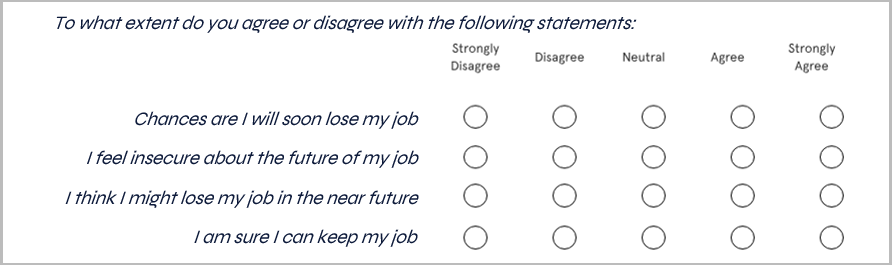 To what extent do you agree or disagree with the following statements:
Strongly Disagree Disagree Neutral Agree Strongly Agree
Chances are I will soon lose my job
I feel insecure about the future of my job
I think I might lose my job in the near future
I am sure I can keep my job